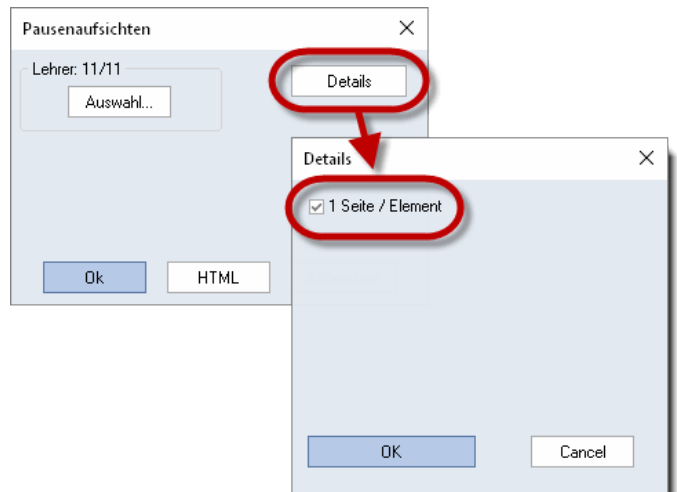 Pausenaufsichten
Lehrer: 11/11
Auswahl...
Details
Ok
HTML
Details
1 Seite / Element
OK
Cancel